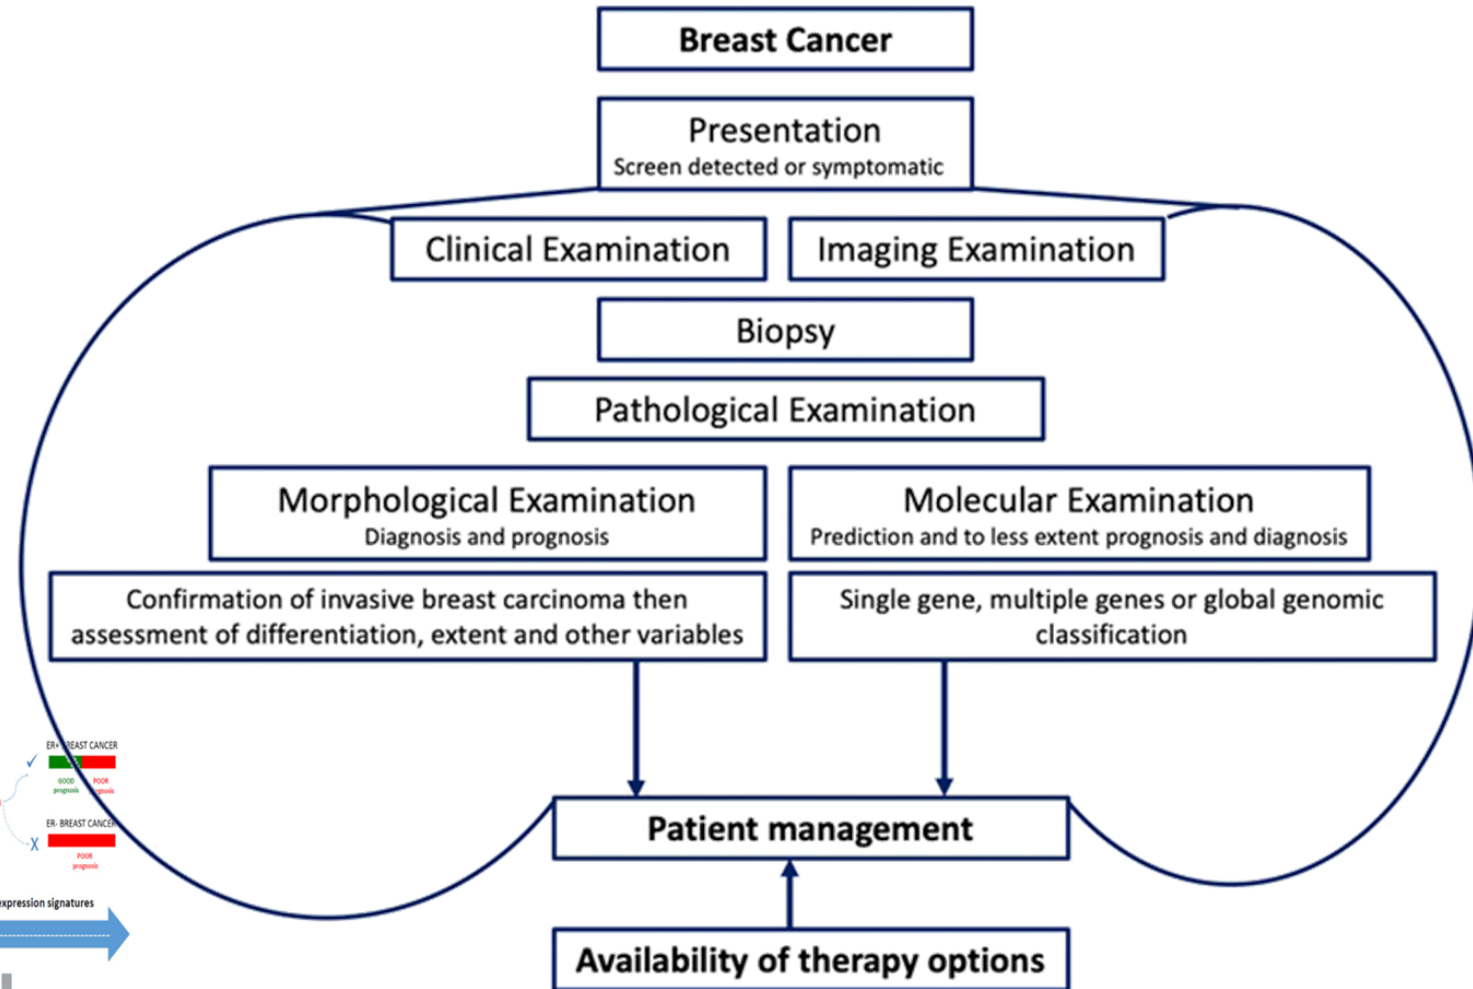 Breast Cancer
Presentation
Screen detected or symptomatic
Clinical Examination
Imaging Examination
Biopsy
Pathological Examination
Morphological Examination
Diagnosis and prognosis
Molecular Examination
Prediction and to less extent prognosis and diagnosis
Confirmation of invasive breast carcinoma then
assessment of differentiation, extent and other variables
Single gene, multiple genes or global genomic
classification
ER+ BREAST CANCER
GOOD
prognosis
POOR
prognosis
ER- BREAST CANCER
X
POOR
prognosis
expression signatures
Patient management
Availability of therapy options